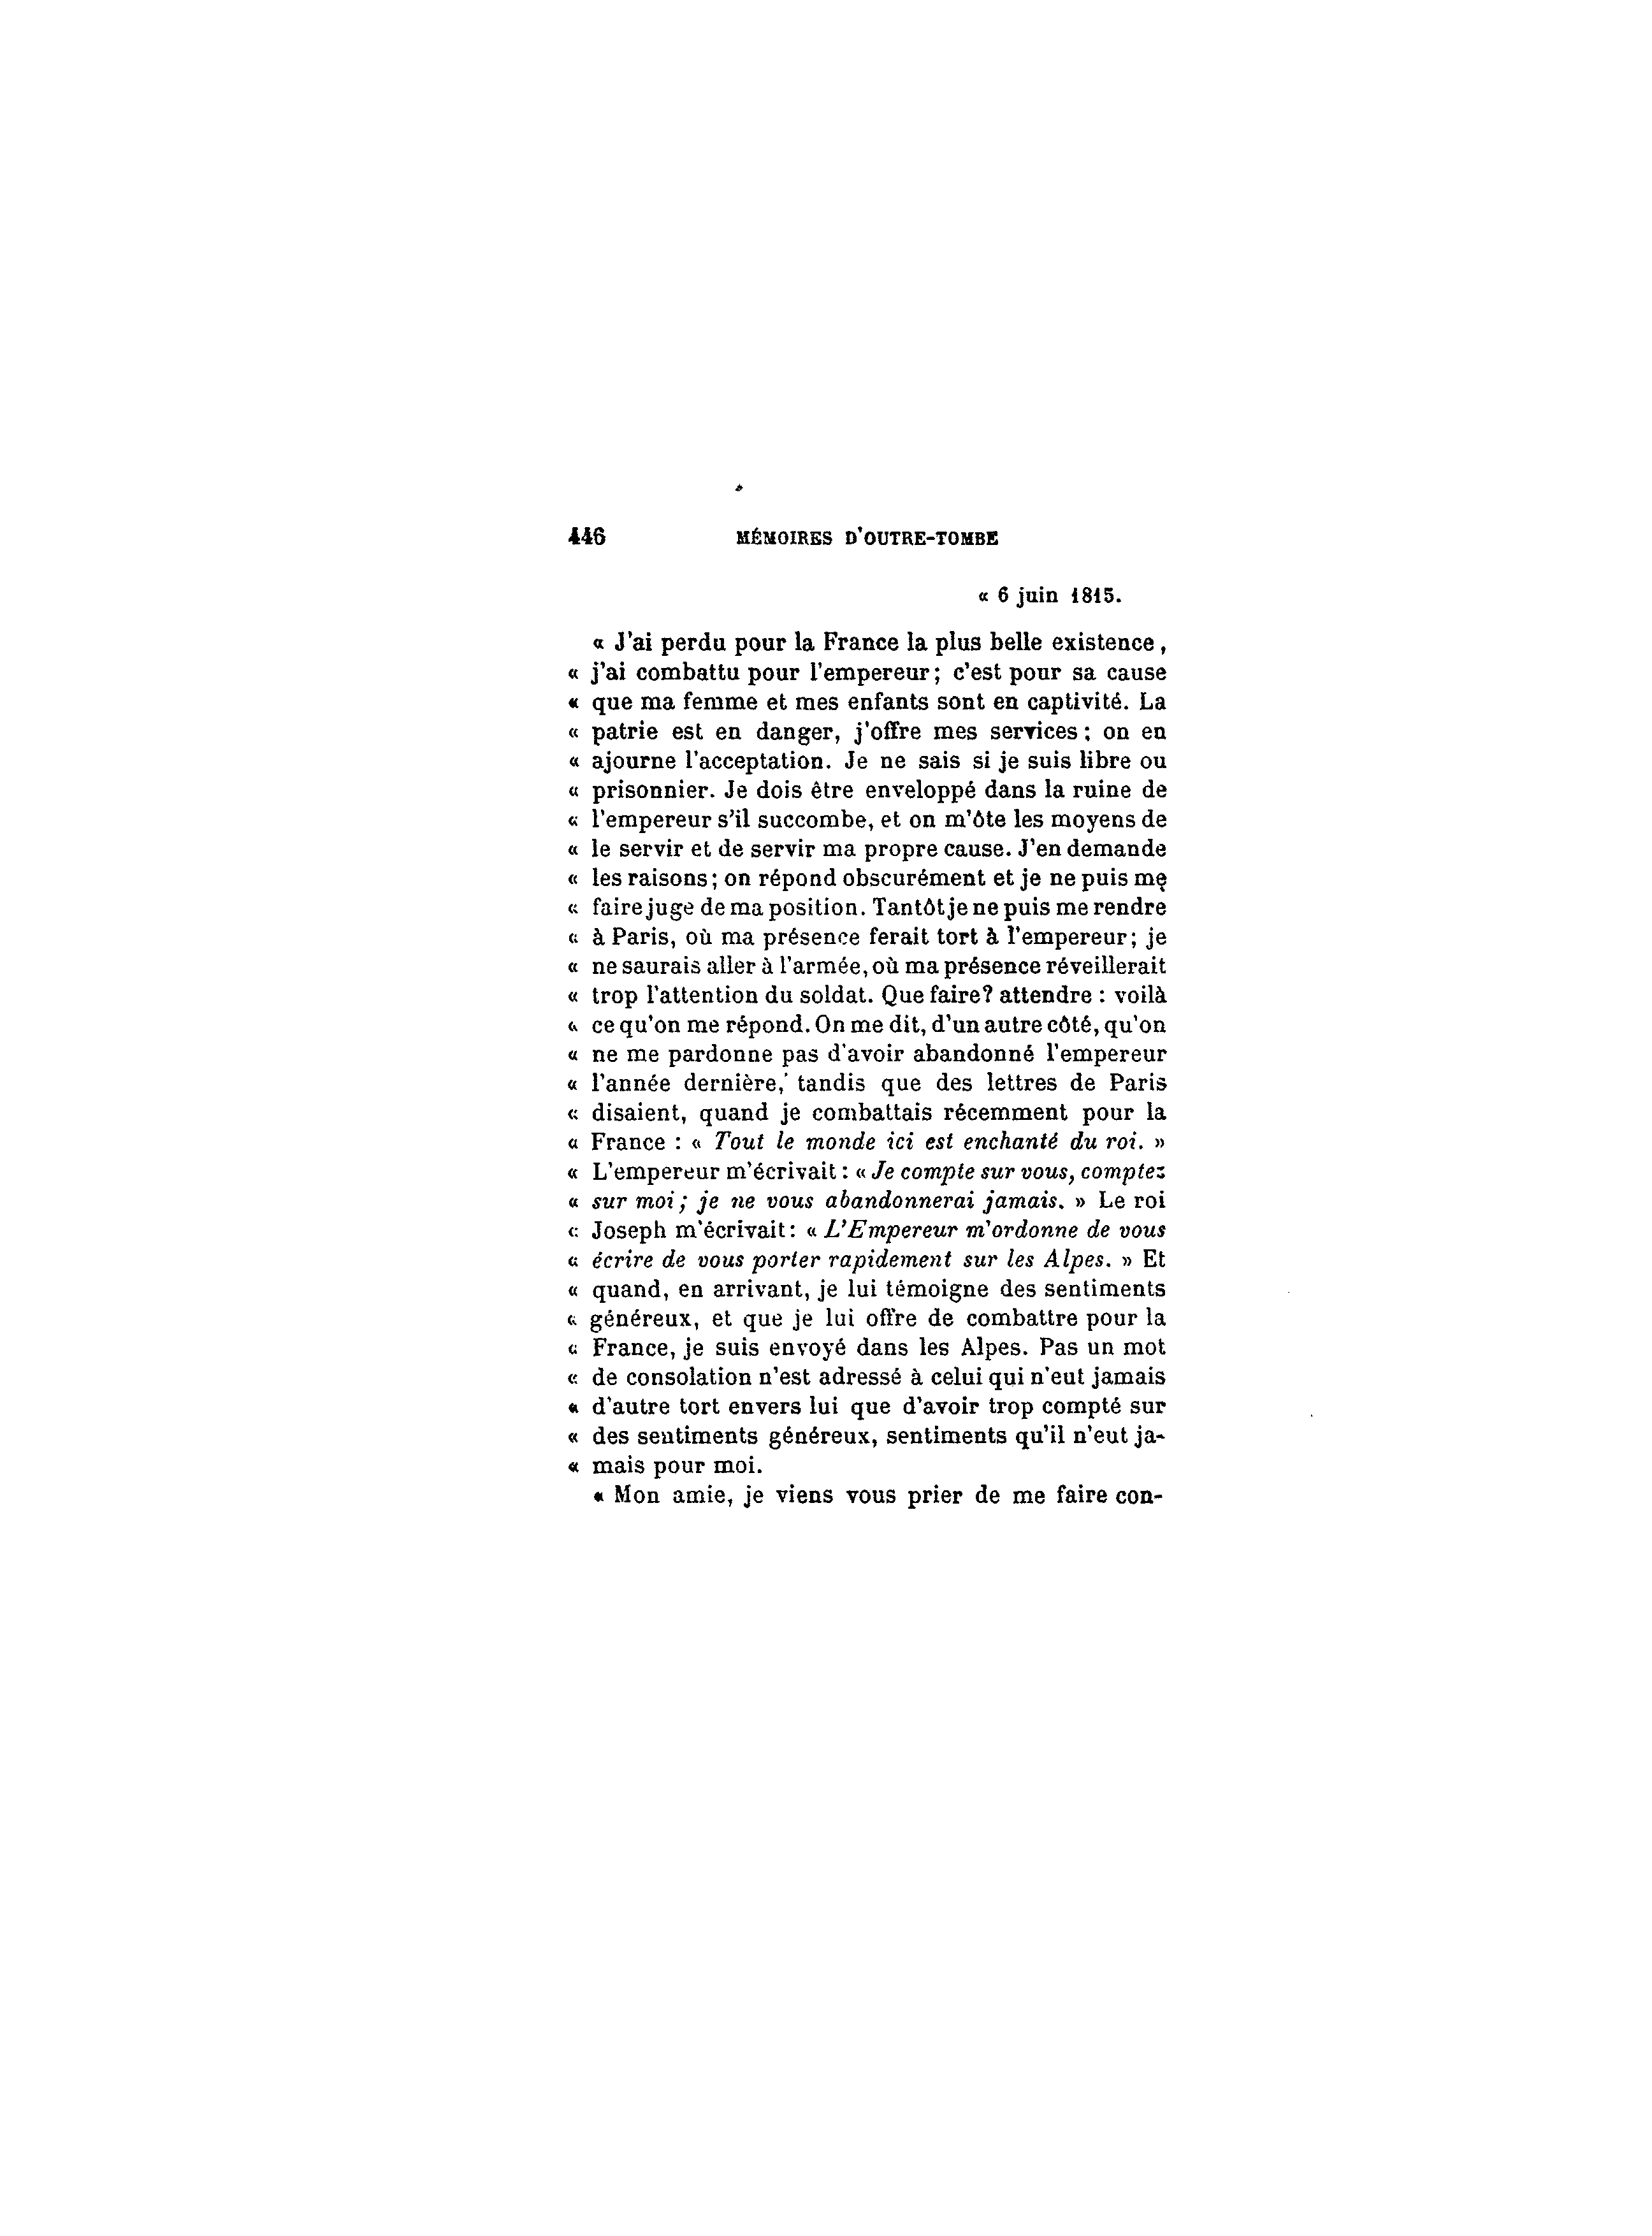 446 MÉMOIRES D'OUTRE-TOMBE
« 6 juin 1815.
« J'ai perdu pour la France la plus belle existence,
« j'ai combattu pour l'empereur; c'est pour sa cause
« que ma femme et mes enfants sont en captivité. La
« patrie est en danger, j'offre mes services; on en
« ajourne l'acceptation. Je ne sais si je suis libre ou
« prisonnier. Je dois être enveloppé dans la ruine de
« l'empereur s'il succombe, et on m'ôte les moyens de
« le servir et de servir ma propre cause. J'en demande
« les raisons; on répond obscurément et je ne puis me
« faire juge de ma position. Tantôt je ne puis me rendre
« à Paris, où ma présence ferait tort à l'empereur; je
« ne saurais aller à l'armée, où ma présence réveillerait
« trop l'attention du soldat. Que faire? attendre : voilà
« ce qu'on me répond. On me dit, d'un autre côté, qu'on
« ne me pardonne pas d'avoir abandonné l'empereur
« l'année dernière, tandis que des lettres de Paris
« disaient, quand je combattais récemment pour la
« France : « Tout le monde ici est enchanté du roi. »
« L'empereur m'écrivait : « Je compte sur vous, comptez
« sur moi; je ne vous abandonnerai jamais. » Le roi
« Joseph m'écrivait : « L'Empereur m'ordonne de vous
« écrire de vous porter rapidement sur les Alpes. » Et
« quand, en arrivant, je lui témoigne des sentiments
« généreux, et que je lui offre de combattre pour la
« France, je suis envoyé dans les Alpes. Pas un mot
« de consolation n'est adressé à celui qui n'eut jamais
« d'autre tort envers lui que d'avoir trop compté sur
« des sentiments généreux, sentiments qu'il n'eut ja-
« mais pour moi.
« Mon amie, je viens vous prier de me faire con-